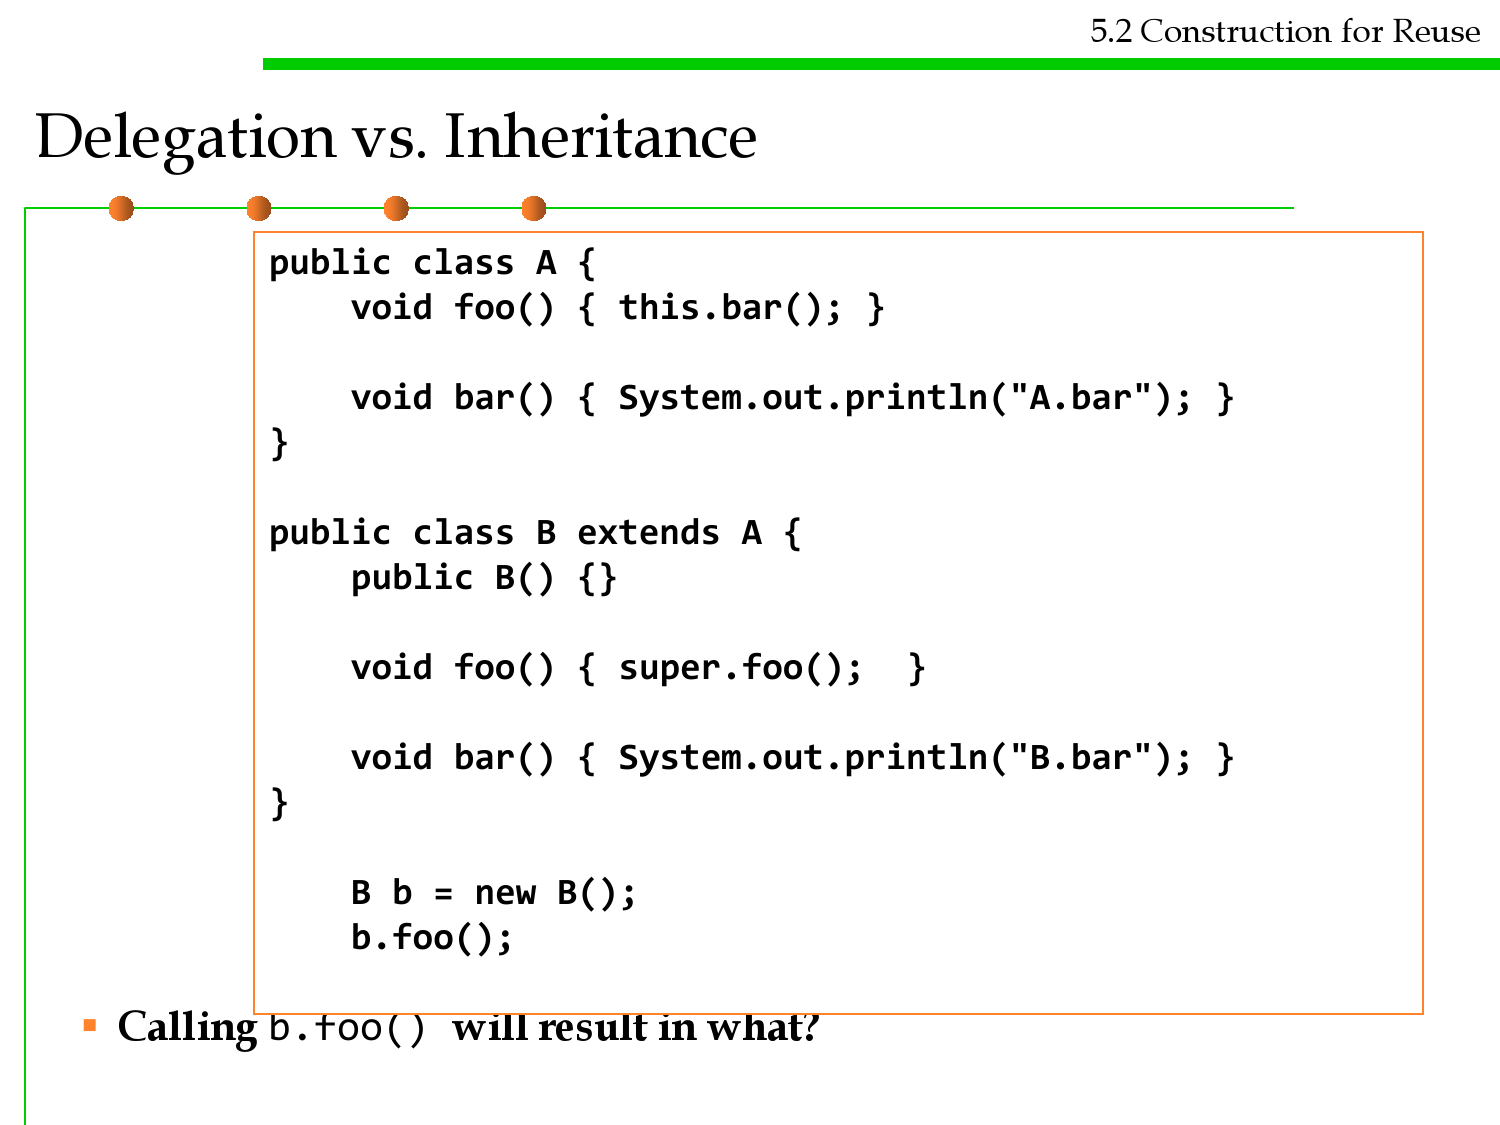 5.2 Construction for Reuse
Delegation vs. Inheritance
public class A {
    void foo() { this.bar(); }

    void bar() { System.out.println("A.bar"); }
}

public class B extends A {
    public B() {}

    void foo() { super.foo();  }

    void bar() { System.out.println("B.bar"); }
}

    B b = new B();
    b.foo();

▪ Calling b.foo() will result in what?